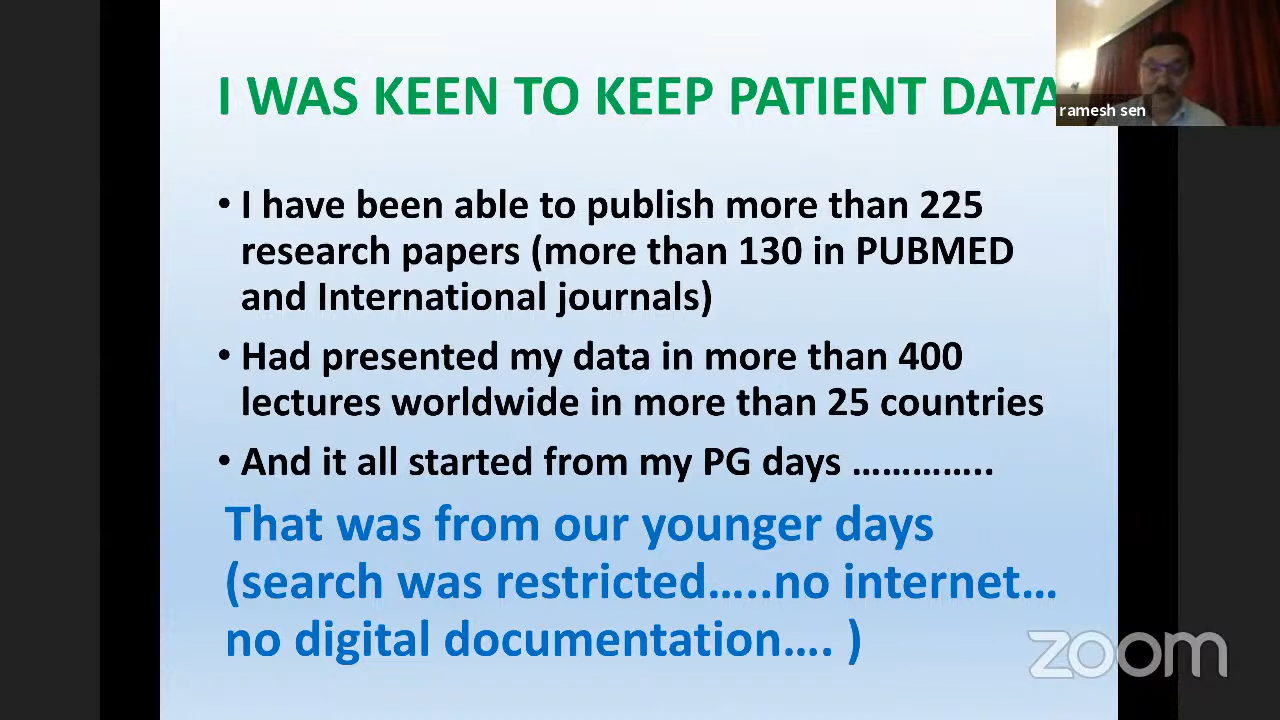 I WAS KEEN TO KEEP PATIENT DATA
ramesh sen
• I have been able to publish more than 225
research papers (more than 130 in PUBMED
and International journals)
• Had presented my data in more than 400
lectures worldwide in more than 25 countries
• And it all started from my PG days …………..
That was from our younger days
(search was restricted…..no internet…
no digital documentation…. )
zoom